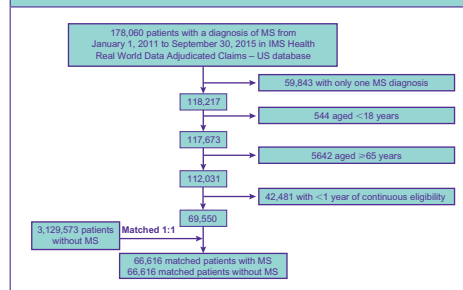 178,060 patients with a diagnosis of MS from
January 1, 2011 to September 30, 2015 in IMS Health
Real World Data Adjudicated Claims – US database
59,843 with only one MS diagnosis
118,217
544 aged <18 years
117,673
5642 aged ≥65 years
112,031
42,481 with <1 year of continuous eligibility
69,550
3,129,573 patients
without MS
Matched 1:1
66,616 matched patients with MS
66,616 matched patients without MS